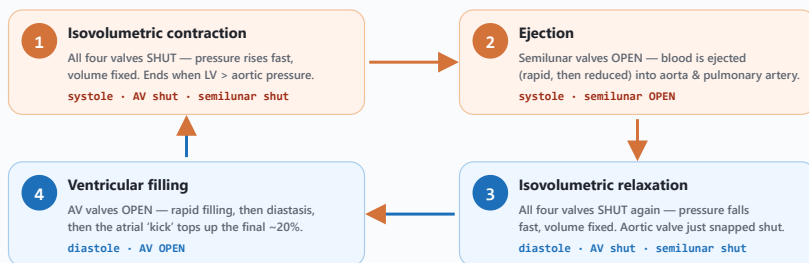 1
Isovolumetric contraction
All four valves SHUT — pressure rises fast,
volume fixed. Ends when LV > aortic pressure.
systole · AV shut · semilunar shut
2
Ejection
Semilunar valves OPEN — blood is ejected
(rapid, then reduced) into aorta & pulmonary artery.
systole · semilunar OPEN
4
Ventricular filling
AV valves OPEN — rapid filling, then diastasis,
then the atrial ‘kick’ tops up the final ~20%.
diastole · AV OPEN
3
Isovolumetric relaxation
All four valves SHUT again — pressure falls
fast, volume fixed. Aortic valve just snapped shut.
diastole · AV shut · semilunar shut